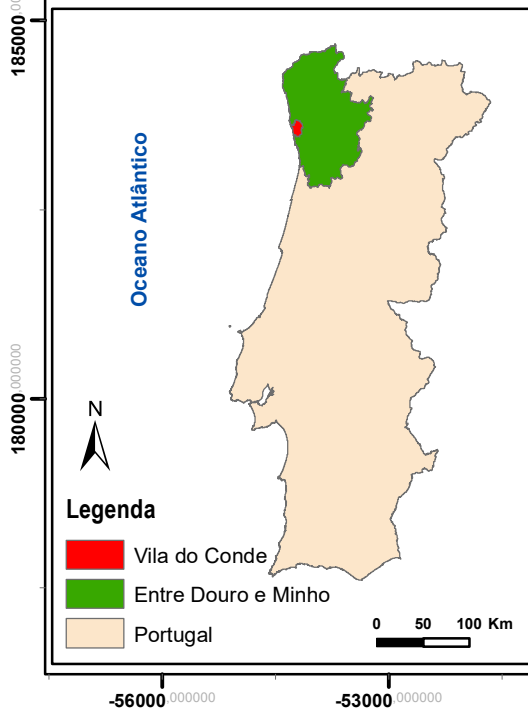 185000,000000
Oceano Atlântico
180000,000000
N
Legenda
Vila do Conde
Entre Douro e Minho
Portugal
0 50 100 Km
-56000,000000
-53000,000000